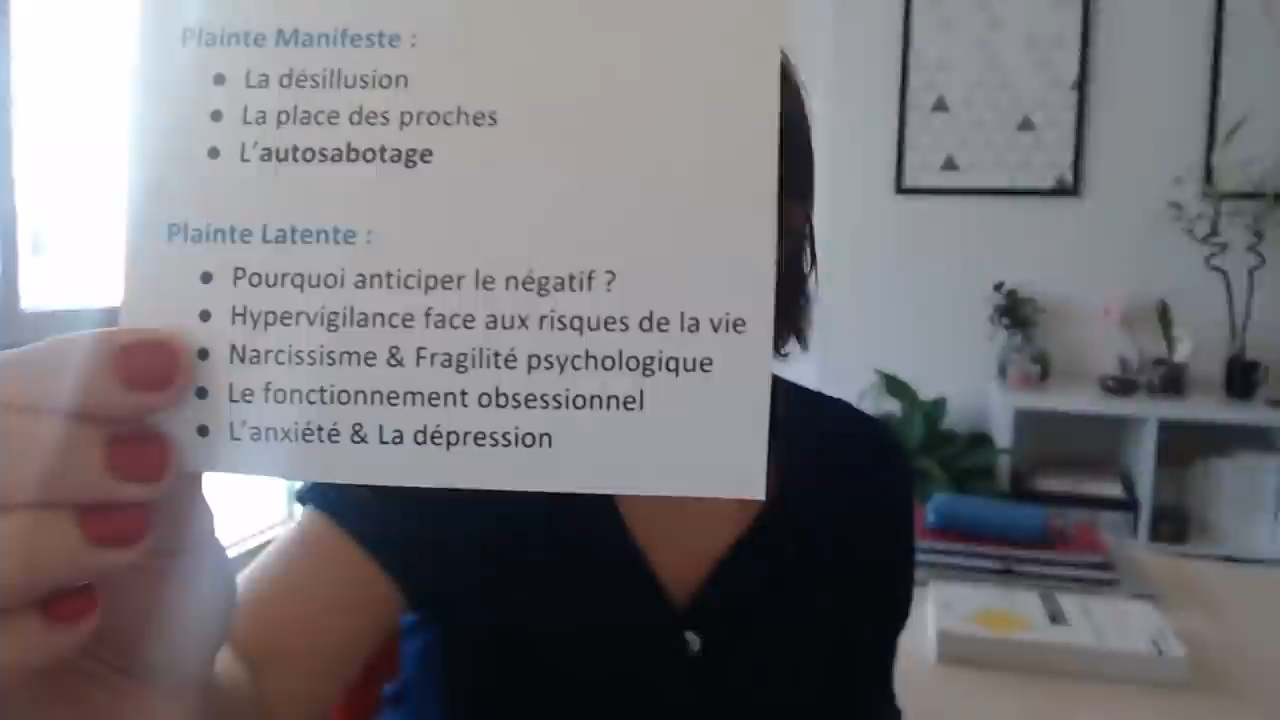 Plainte Manifeste :
• La désillusion
• La place des proches
• L'autosabotage
Plainte Latente :
• Pourquoi anticiper le négatif ?
• Hypervigilance face aux risques de la vie
• Narcissisme & Fragilité psychologique
• Le fonctionnement obsessionnel
• L'anxiété & La dépression